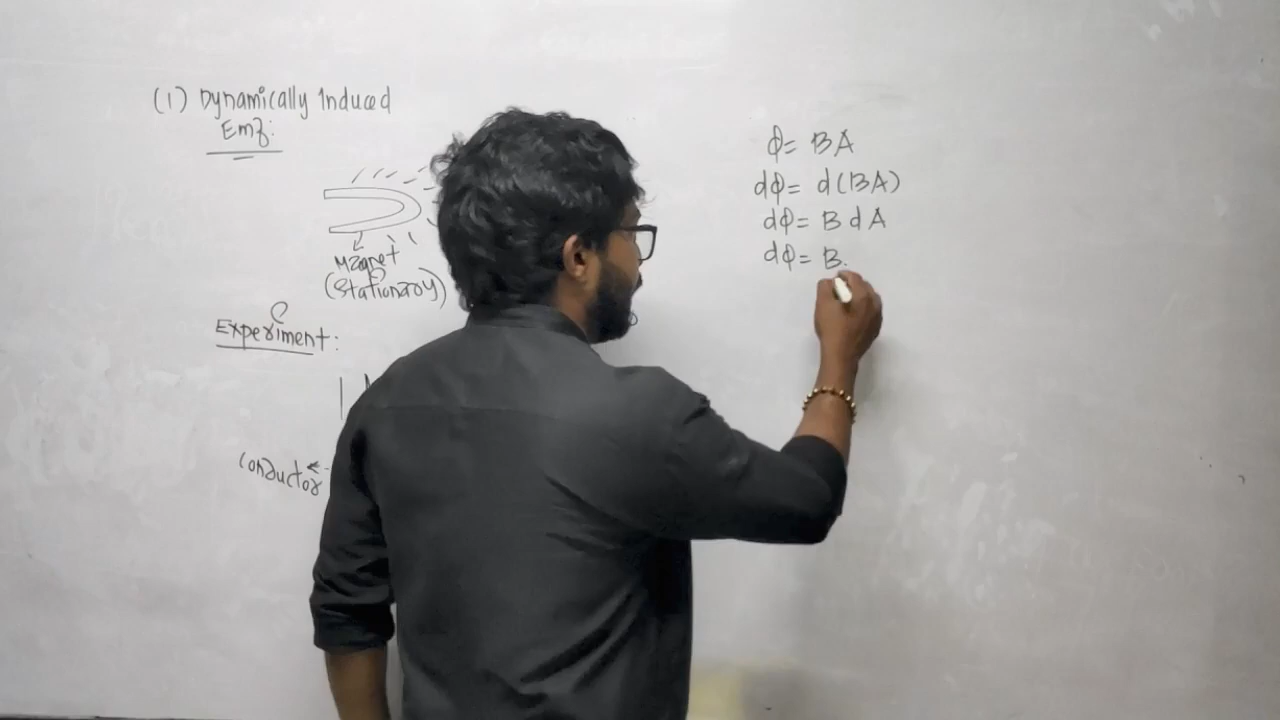 (1) Dynamically Induced
Emf:
Magnet
(Stationary)
Experiment:
Conductor
ϕ= BA
dϕ= d(BA)
dϕ= B dA
dϕ= B.